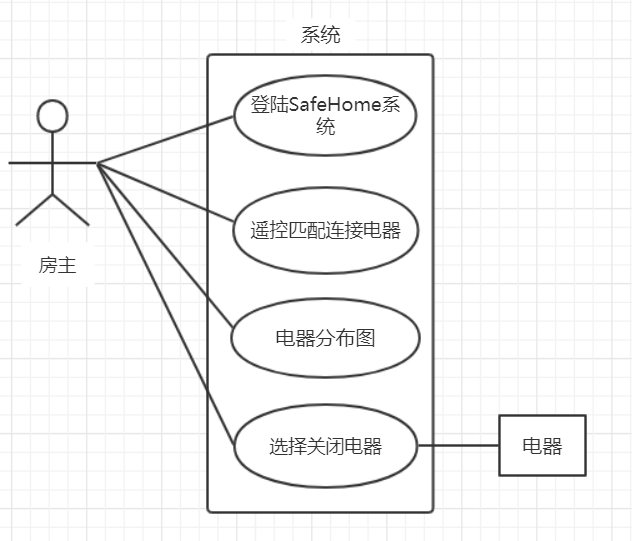 系统
登陆SafeHome系
统
遥控匹配连接电器
房主
电器分布图
选择关闭电器
电器